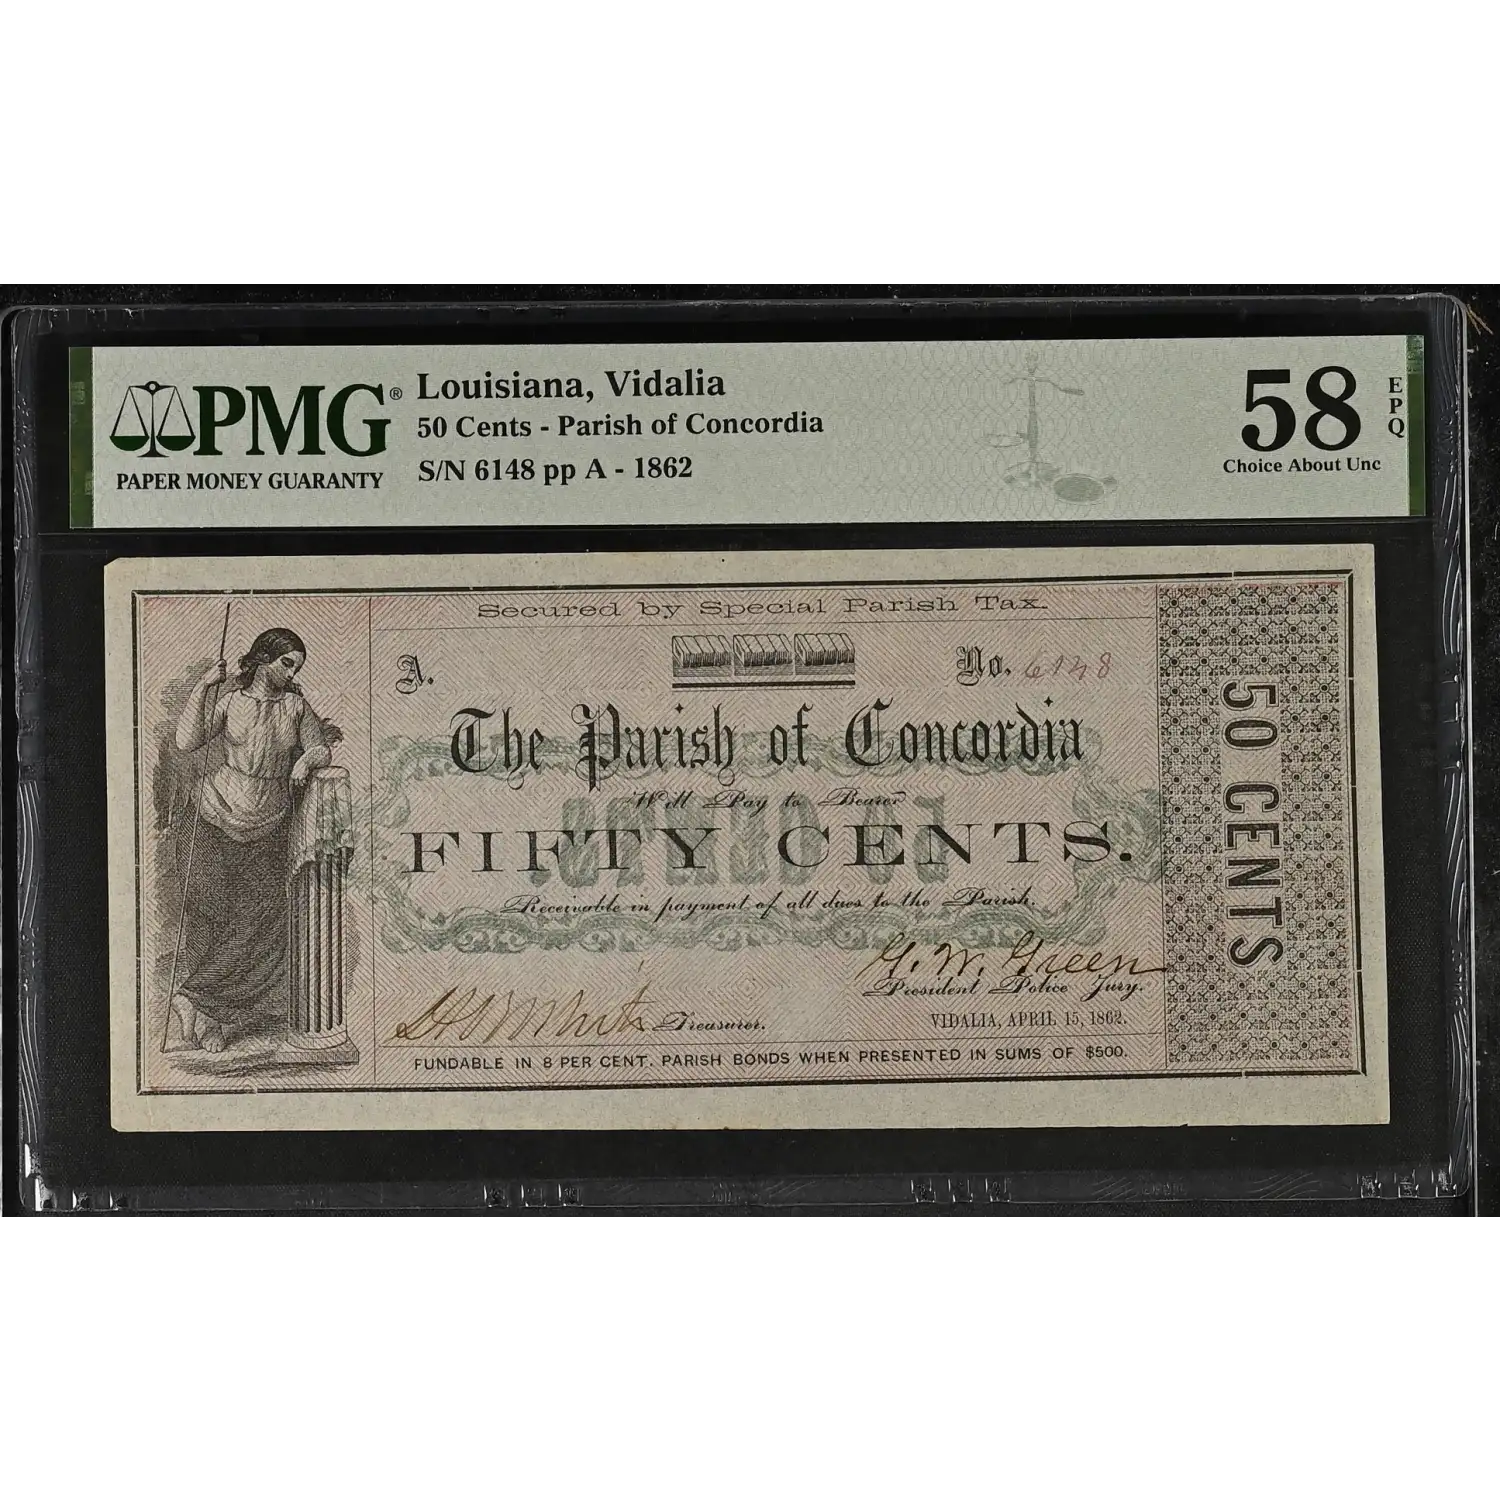 PMG®
PAPER MONEY GUARANTY
Louisiana, Vidalia
50 Cents - Parish of Concordia
S/N 6148 pp A - 1862
58
EPQ
Choice About Unc
Secured by Special Parish Tax.
A.
No. 6148
The Parish of Concordia
Will Pay to Bearer
FIFTY CENTS.
Receivable in payment of all dues to the Parish.
G. W. Green
President Police Jury.
Treasurer.
VIDALIA, APRIL 15, 1862.
FUNDABLE IN 8 PER CENT. PARISH BONDS WHEN PRESENTED IN SUMS OF $500.
50 CENTS